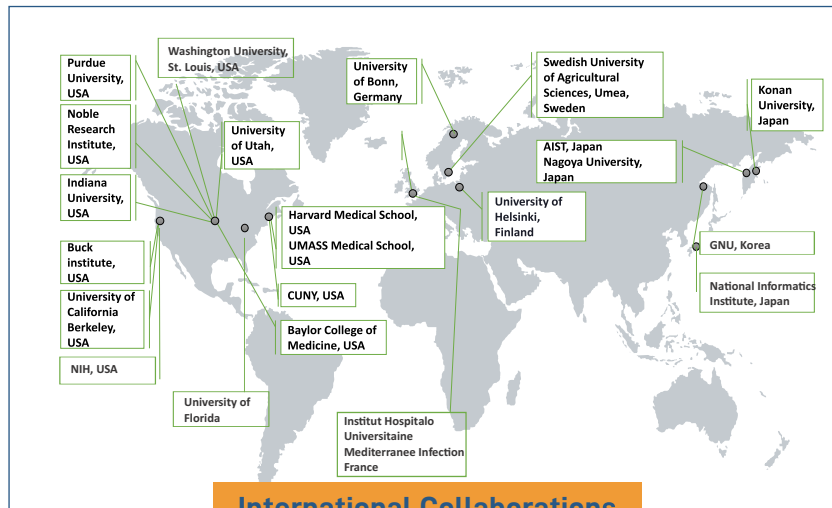 Washington University,
St. Louis, USA
Purdue
University,
USA
Noble
Research
Institute,
USA
Indiana
University,
USA
Buck
institute,
USA
University of
California
Berkeley,
USA
NIH, USA
University
of Utah,
USA
Harvard Medical School,
USA
UMASS Medical School,
USA
CUNY, USA
Baylor College of
Medicine, USA
University of
Florida
University
of Bonn,
Germany
Swedish University
of Agricultural
Sciences, Umea,
Sweden
University of
Helsinki,
Finland
Institut Hospitalo
Universitaine
Mediterranee Infection
France
AIST, Japan
Nagoya University,
Japan
Konan
University,
Japan
GNU, Korea
National Informatics
Institute, Japan
International Collaborations